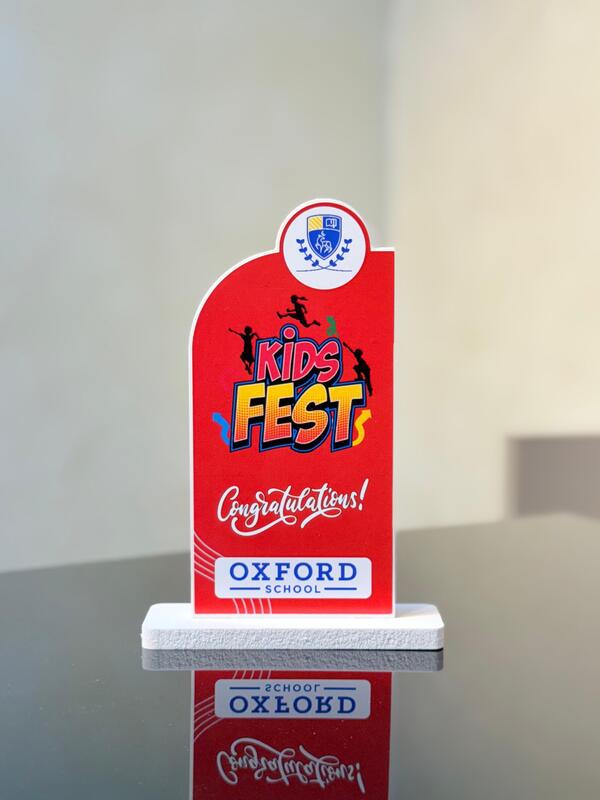 KiDS
FEST
Congratulations!
OXFORD
SCHOOL